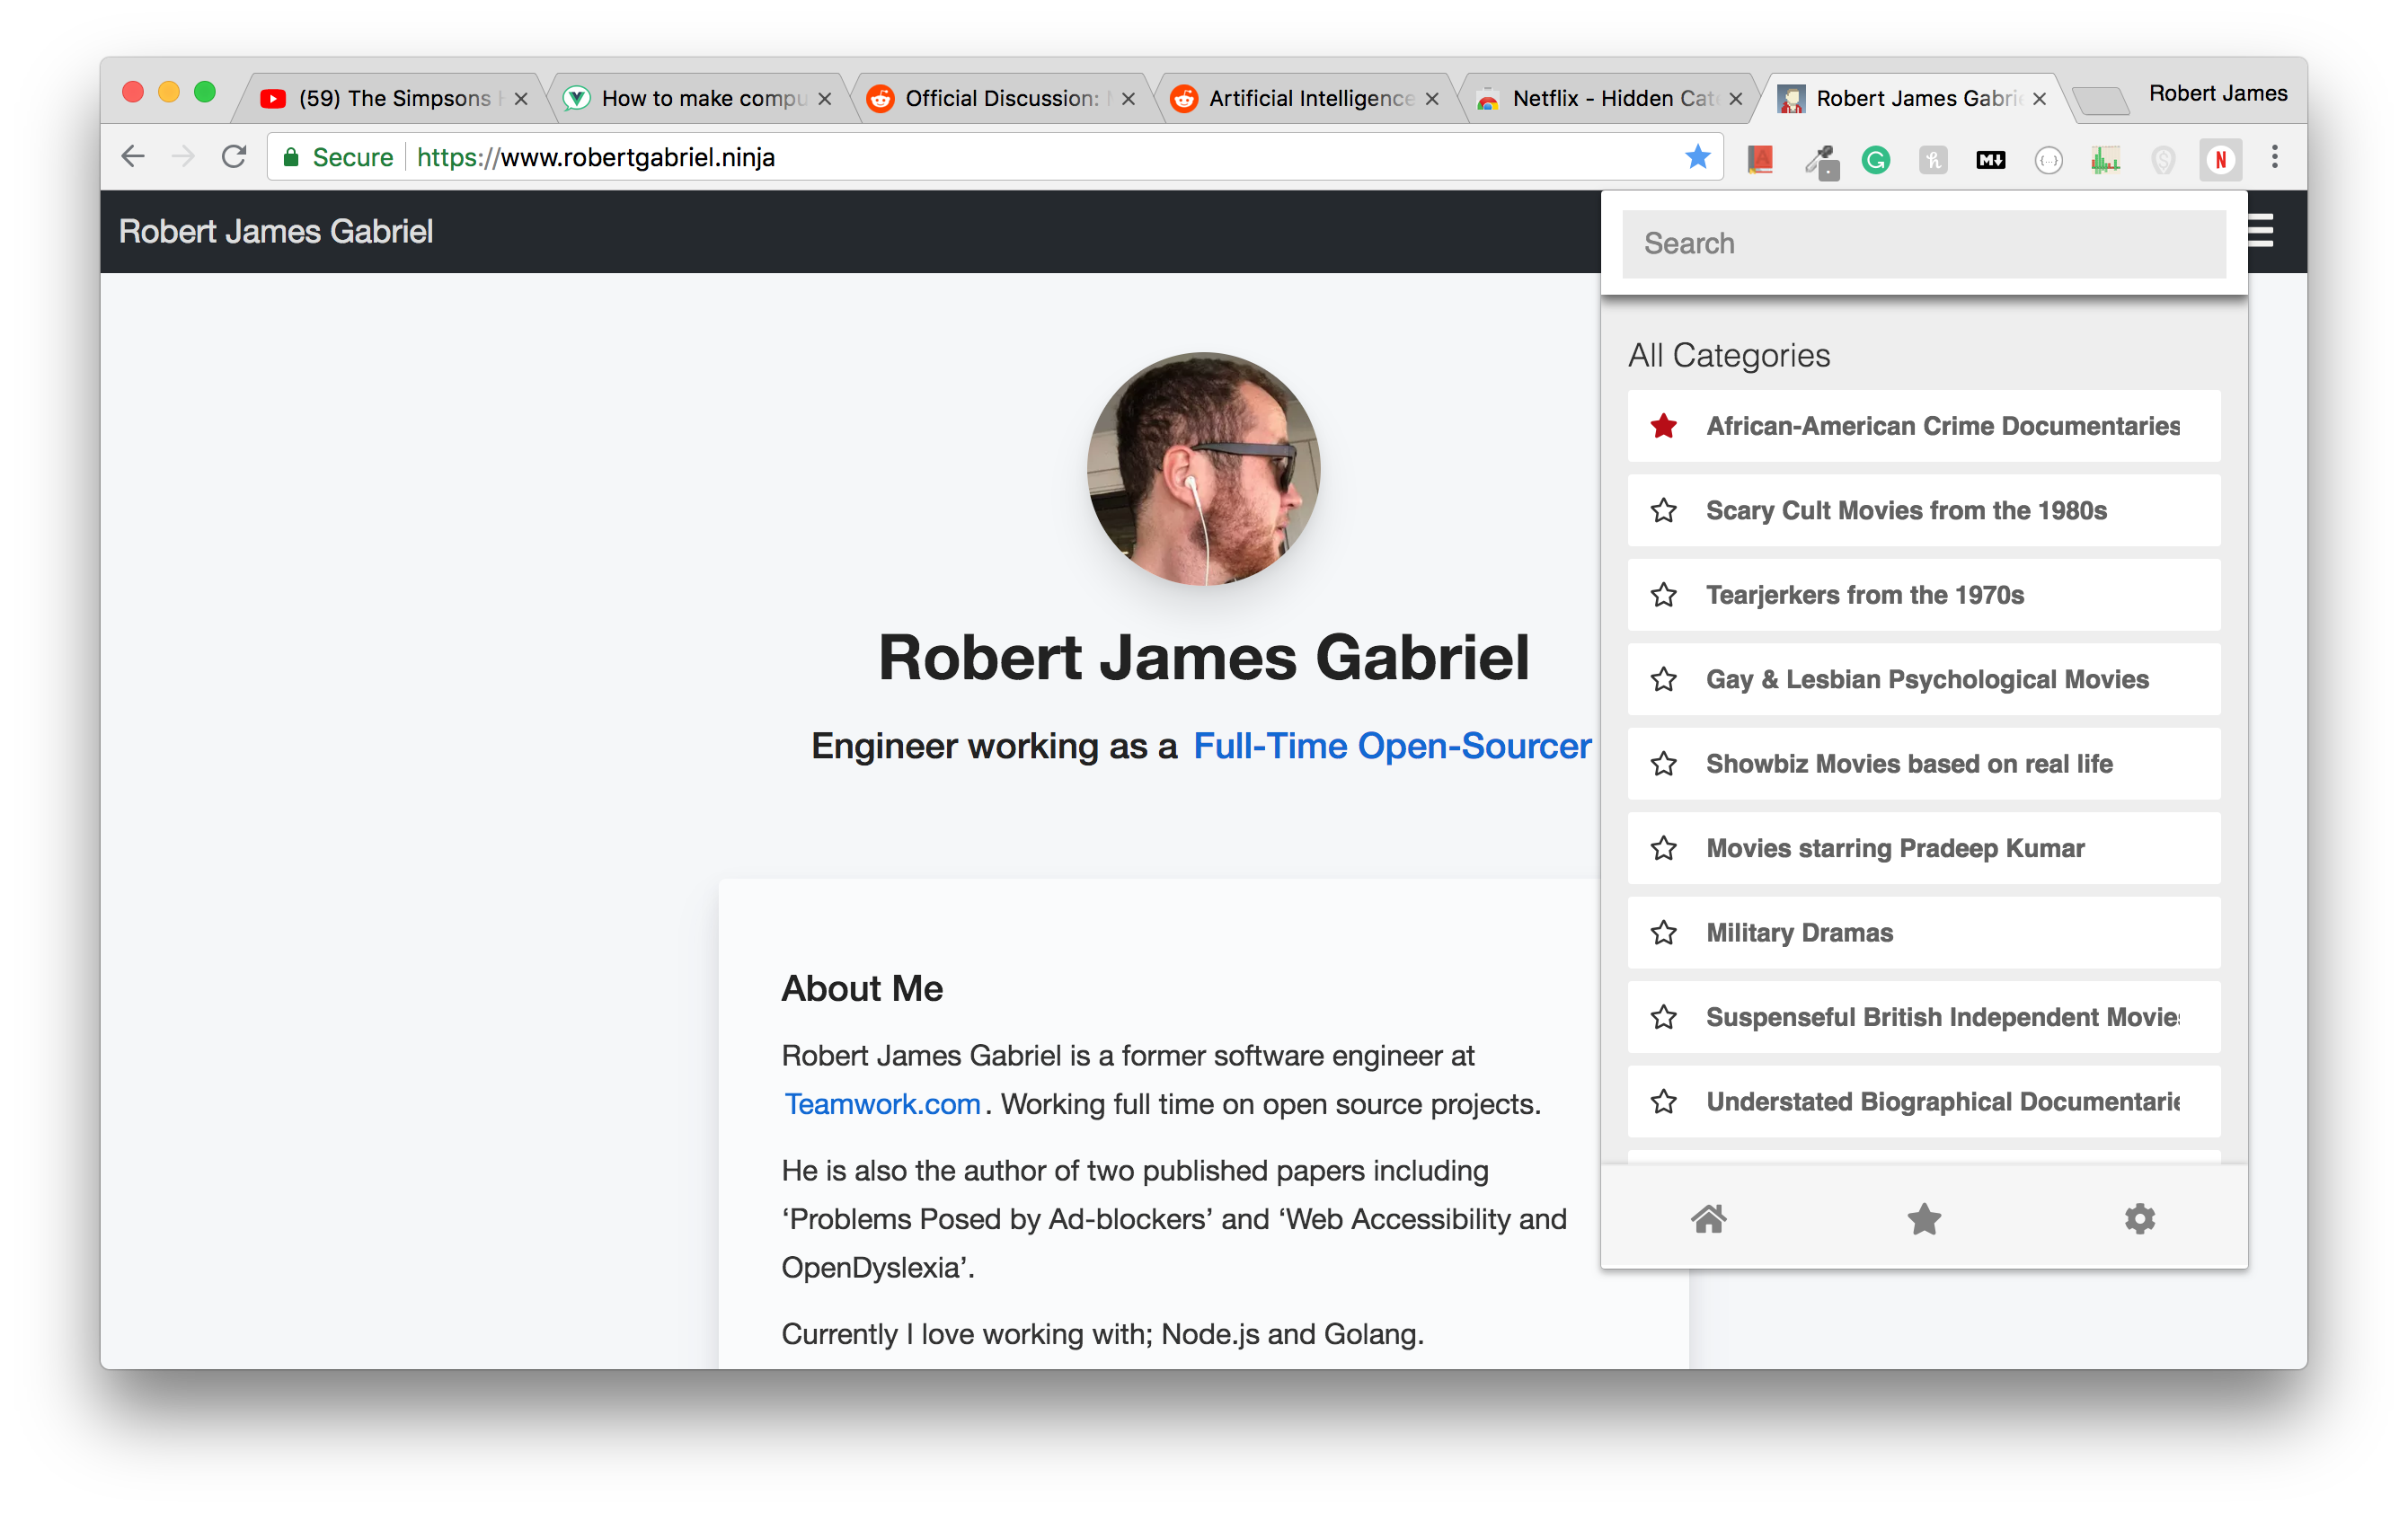 (59) The Simpsons
How to make compu
Official Discussion:
Artificial Intelligence
Netflix - Hidden Cat
Robert James Gabrie
Robert James
Secure
https://www.robertgabriel.ninja
Robert James Gabriel
Search
All Categories
African-American Crime Documentaries
Scary Cult Movies from the 1980s
Tearjerkers from the 1970s
Gay & Lesbian Psychological Movies
Showbiz Movies based on real life
Movies starring Pradeep Kumar
Military Dramas
Suspenseful British Independent Movies
Understated Biographical Documentarie
Robert James Gabriel
Engineer working as a Full-Time Open-Sourcer
About Me
Robert James Gabriel is a former software engineer at
Teamwork.com. Working full time on open source projects.
He is also the author of two published papers including
‘Problems Posed by Ad-blockers’ and ‘Web Accessibility and
OpenDyslexia’.
Currently I love working with; Node.js and Golang.